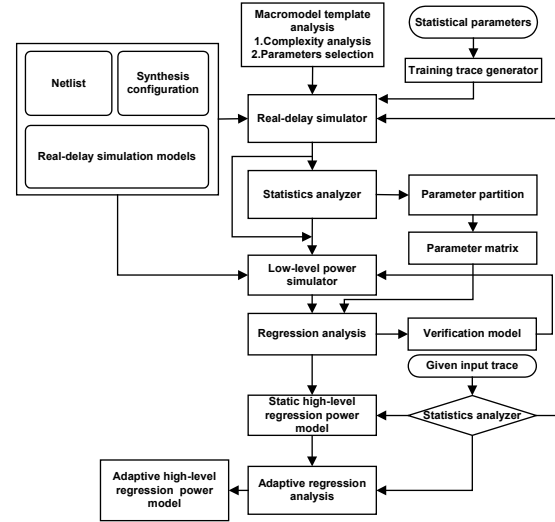 Macromodel template
analysis
1.Complexity analysis
2.Parameters selection
Statistical parameters
Training trace generator
Netlist
Synthesis
configuration
Real-delay simulation models
Real-delay simulator
Statistics analyzer
Parameter partition
Parameter matrix
Low-level power
simulator
Regression analysis
Verification model
Given input trace
Static high-level
regression power
model
Statistics analyzer
Adaptive high-level
regression power
model
Adaptive regression
analysis